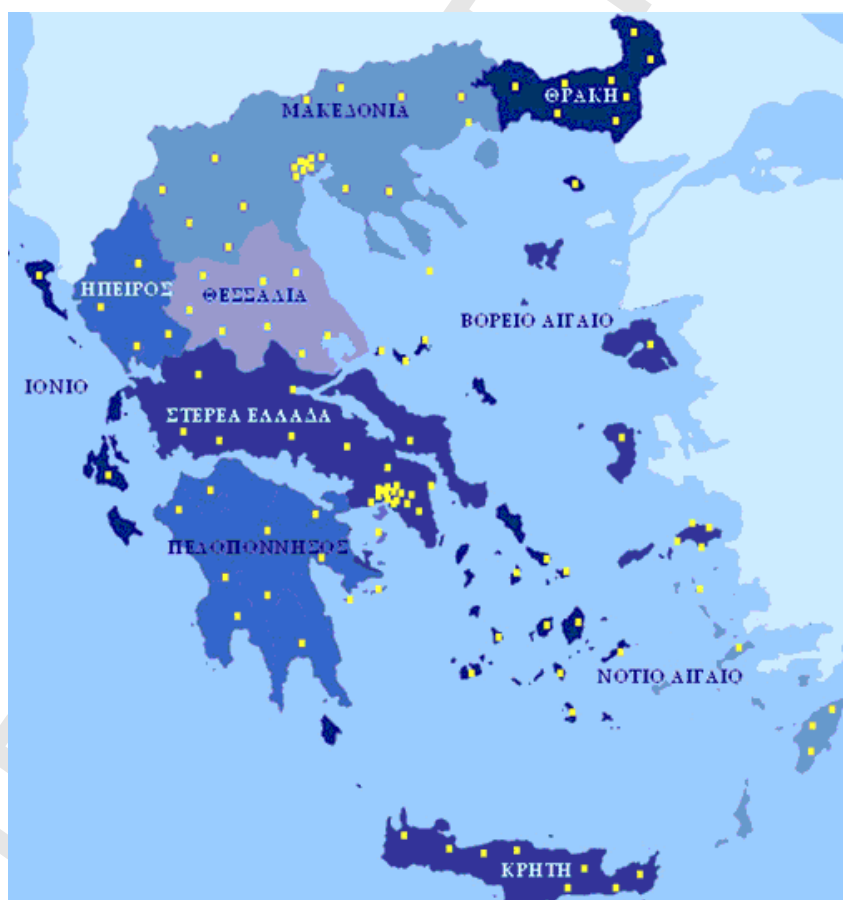 ΘΡΑΚΗ
ΜΑΚΕΔΟΝΙΑ
ΗΠΕΙΡΟΣ
ΘΕΣΣΑΛΙΑ
ΒΟΡΕΙΟ ΑΙΓΑΙΟ
ΙΟΝΙΟ
ΣΤΕΡΕΑ ΕΛΛΑΔΑ
ΠΕΛΟΠΟΝΝΗΣΟΣ
ΝΟΤΙΟ ΑΙΓΑΙΟ
ΚΡΗΤΗ